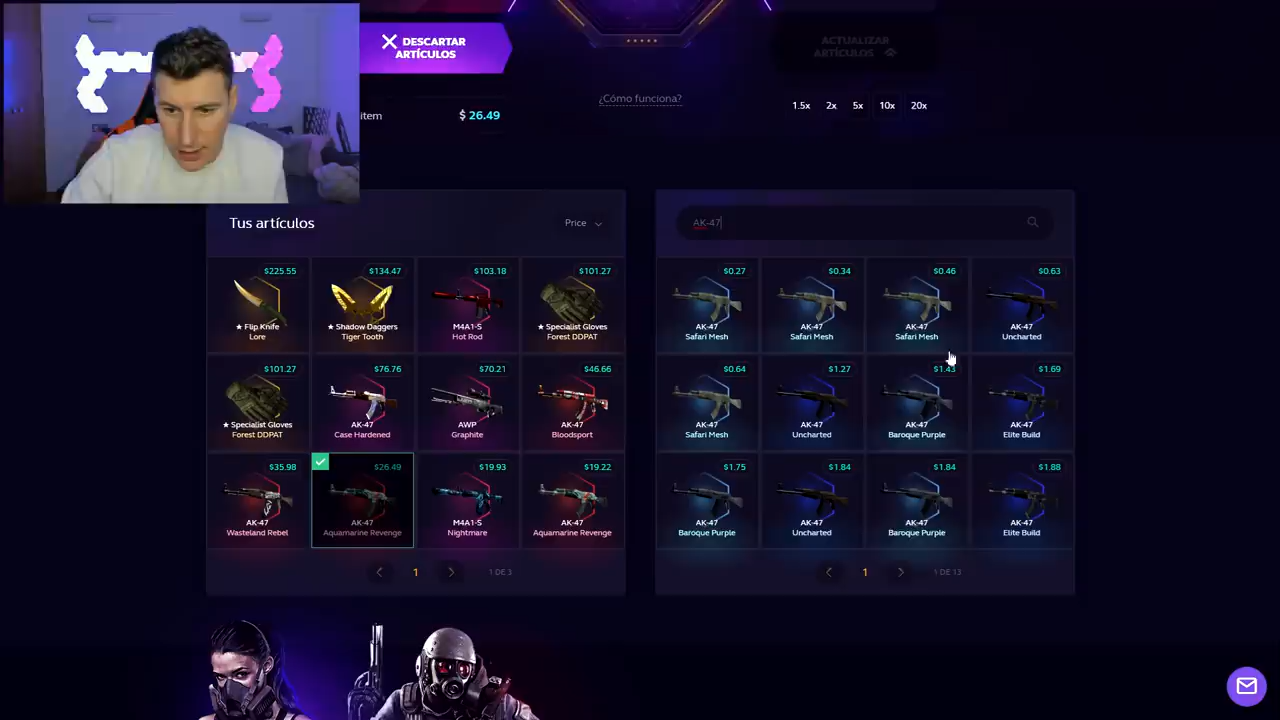 DESCARTAR
ARTÍCULOS
ACTUALIZAR
ARTÍCULOS
item
$ 26.49
¿Cómo funciona?
1.5x
2x
5x
10x
20x
Tus artículos
Price
AK-47
$225.55
★ Flip Knife
Lore
$134.47
★ Shadow Daggers
Tiger Tooth
$103.18
M4A1-S
Hot Rod
$101.27
★ Specialist Gloves
Forest DDPAT
$101.27
★ Specialist Gloves
Forest DDPAT
$76.76
AK-47
Case Hardened
$70.21
AWP
Graphite
$46.66
AK-47
Bloodsport
$35.98
AK-47
Wasteland Rebel
$26.49
AK-47
Aquamarine Revenge
$19.93
M4A1-S
Nightmare
$19.22
AK-47
Aquamarine Revenge
1
1 DE 3
$0.27
AK-47
Safari Mesh
$0.34
AK-47
Safari Mesh
$0.46
AK-47
Safari Mesh
$0.63
AK-47
Uncharted
$0.64
AK-47
Safari Mesh
$1.27
AK-47
Uncharted
$1.43
AK-47
Baroque Purple
$1.69
AK-47
Elite Build
$1.75
AK-47
Baroque Purple
$1.84
AK-47
Uncharted
$1.84
AK-47
Baroque Purple
$1.88
AK-47
Elite Build
1
1 DE 13